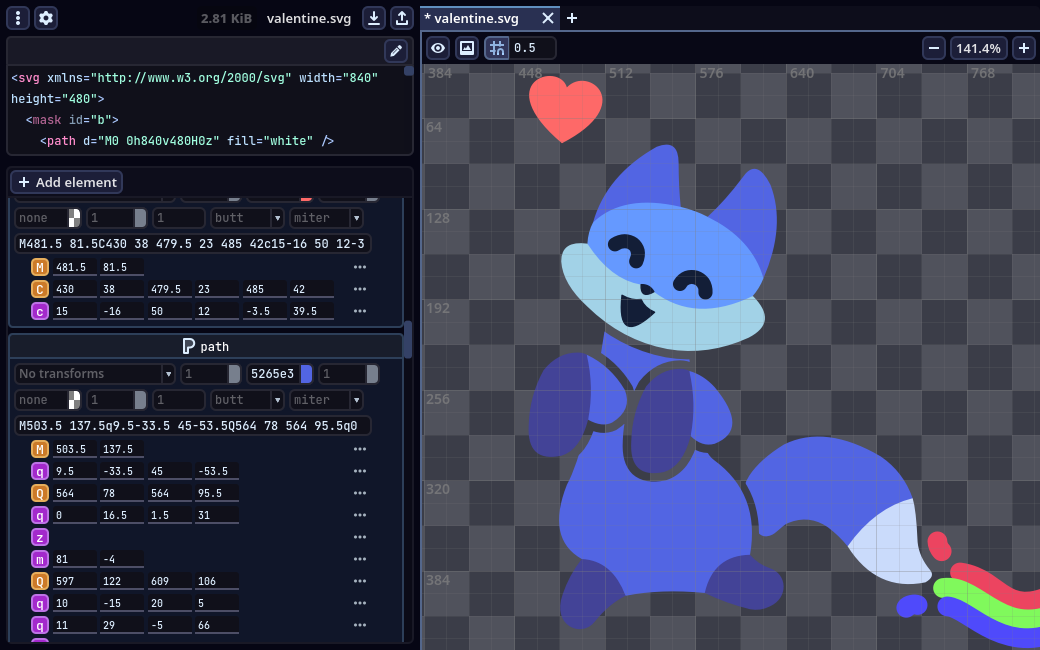 2.81 KiB valentine.svg
<svg xmlns="http://www.w3.org/2000/svg" width="840"
height="480">
<mask id="b">
<path d="M0 0h840v480H0z" fill="white" />
+ Add element
none 1 1 butt miter
M481.5 81.5C430 38 479.5 23 485 42c15-16 50 12-3
M 481.5 81.5
C 430 38 479.5 23 485 42
c 15 -16 50 12 -3.5 39.5
path
No transforms 1 5265e3 1
none 1 1 butt miter
M503.5 137.5q9.5-33.5 45-53.5Q564 78 564 95.5q0
M 503.5 137.5
q 9.5 -33.5 45 -53.5
Q 564 78 564 95.5
q 0 16.5 1.5 31
z
m 81 -4
Q 597 122 609 106
q 10 -15 20 5
q 11 29 -5 66
* valentine.svg
0.5
141.4%
384 448 512 576 640 704 768
64
128
192
256
320
384